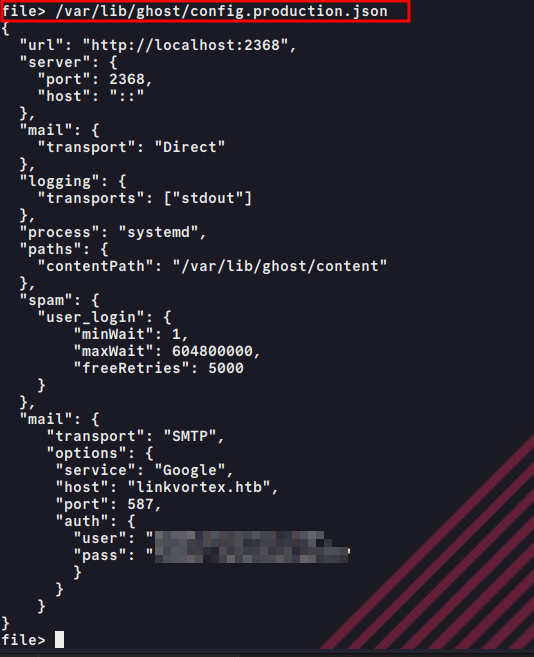 file> /var/lib/ghost/config.production.json
{
  "url": "http://localhost:2368",
  "server": {
    "port": 2368,
    "host": "::"
  },
  "mail": {
    "transport": "Direct"
  },
  "logging": {
    "transports": ["stdout"]
  },
  "process": "systemd",
  "paths": {
    "contentPath": "/var/lib/ghost/content"
  },
  "spam": {
    "user_login": {
        "minWait": 1,
        "maxWait": 604800000,
        "freeRetries": 5000
    }
  },
  "mail": {
     "transport": "SMTP",
     "options": {
      "service": "Google",
      "host": "linkvortex.htb",
      "port": 587,
      "auth": {
        "user": "
        "pass": "
        }
      }
    }
}
file>